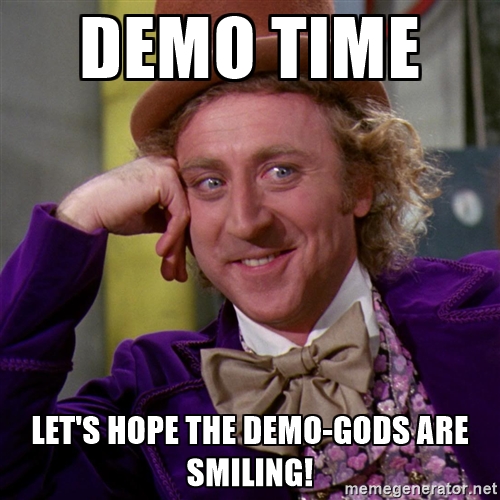 DEMO TIME
LET'S HOPE THE DEMO-GODS ARE
SMILING!
memegenerator.net